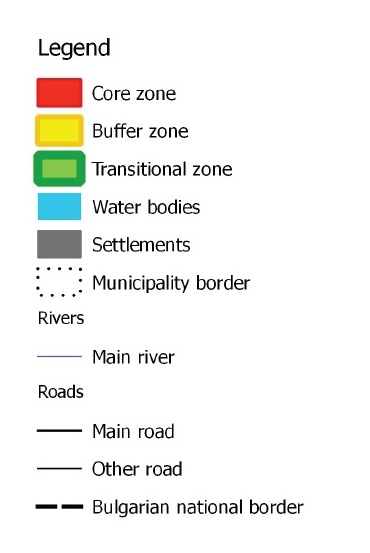 Legend
Core zone
Buffer zone
Transitional zone
Water bodies
Settlements
Municipality border
Rivers
Main river
Roads
Main road
Other road
Bulgarian national border